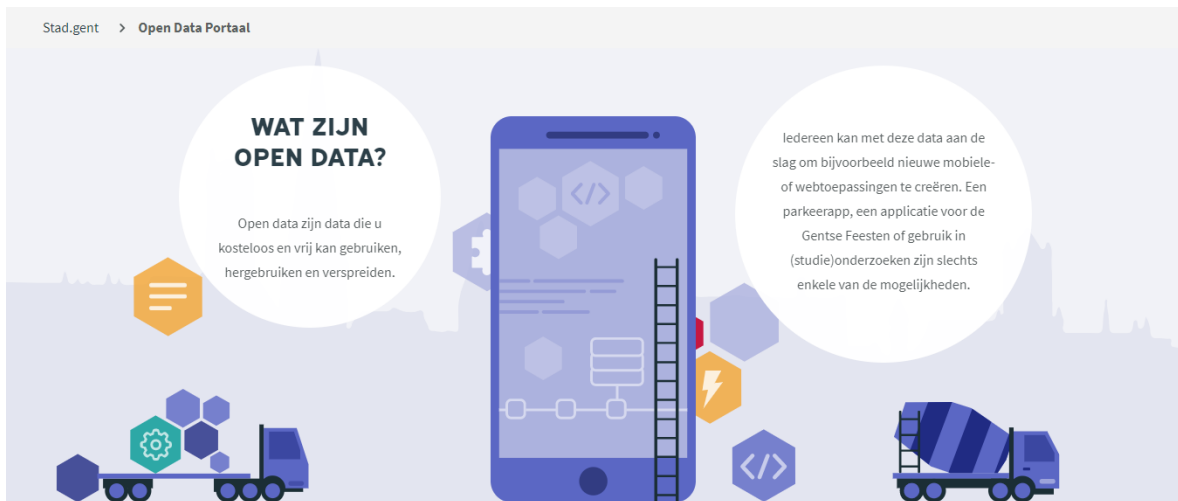 Stad.gent > Open Data Portaal
WAT ZIJN
OPEN DATA?
Open data zijn data die u
kosteloos en vrij kan gebruiken,
hergebruiken en verspreiden.
Iedereen kan met deze data aan de
slag om bijvoorbeeld nieuwe mobiele-
of webtoepassingen te creëren. Een
parkeerapp, een applicatie voor de
Gentse Feesten of gebruik in
(studie)onderzoeken zijn slechts
enkele van de mogelijkheden.
</>
</>